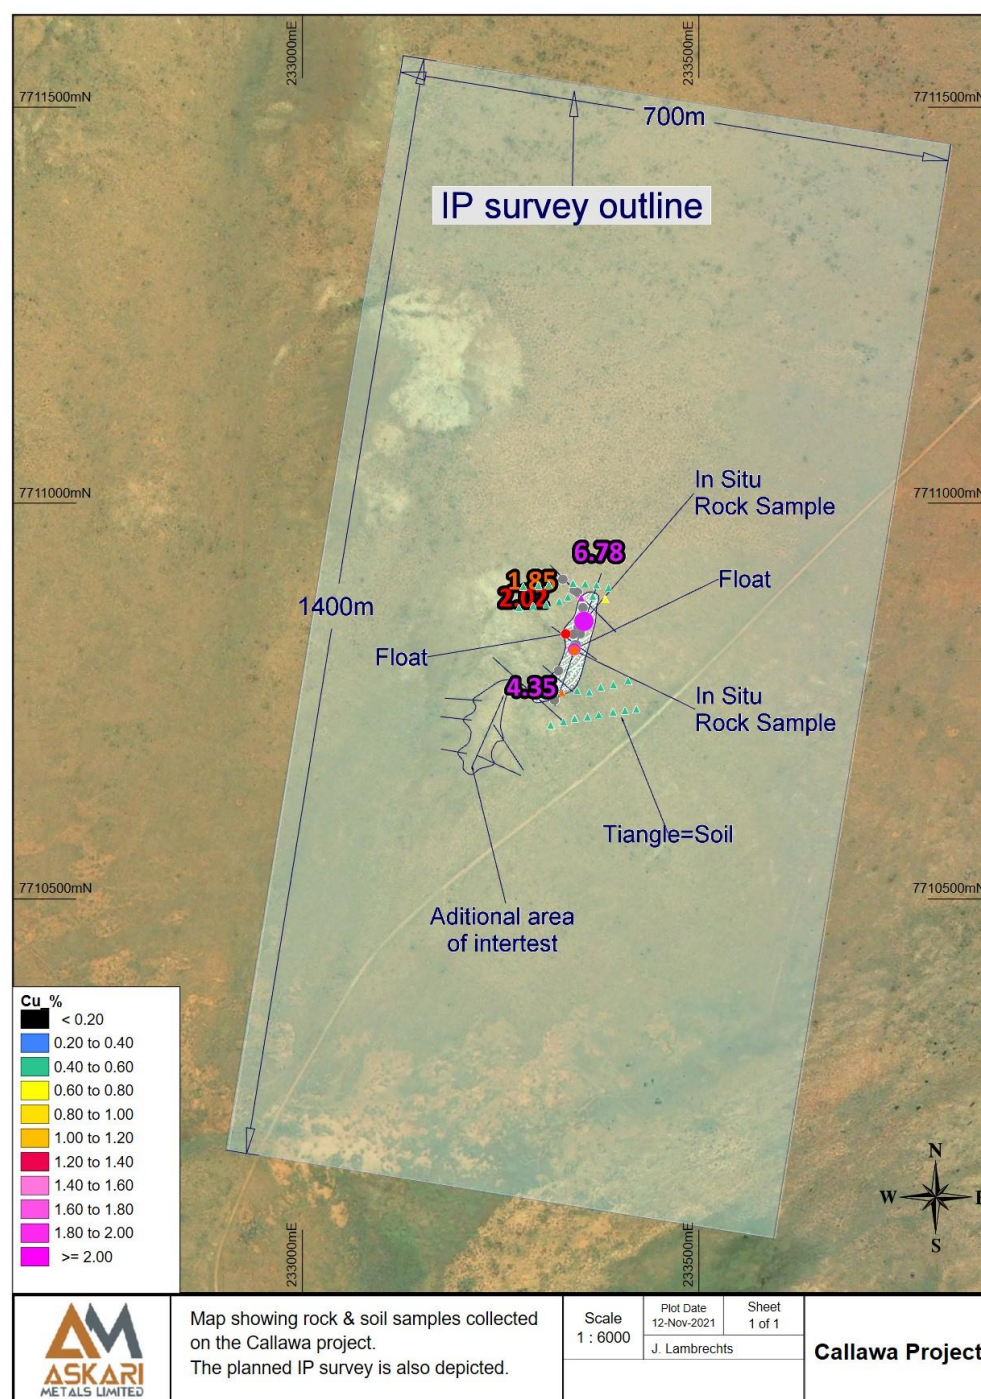 233000mE
233500mE
7711500mN
7711500mN
700m
IP survey outline
In Situ
Rock Sample
7711000mN
7711000mN
6.78
1.85
2.02
Float
1400m
Float
4.35
In Situ
Rock Sample
Tiangle=Soil
7710500mN
7710500mN
Aditional area
of intertest
Cu_%
< 0.20
0.20 to 0.40
0.40 to 0.60
0.60 to 0.80
0.80 to 1.00
1.00 to 1.20
1.20 to 1.40
1.40 to 1.60
1.60 to 1.80
1.80 to 2.00
>= 2.00
233000mE
233500mE
N
W
E
S
AM
ASKARI
METALS LIMITED
Map showing rock & soil samples collected
on the Callawa project.
The planned IP survey is also depicted.
Scale
1 : 6000
Plot Date
12-Nov-2021
Sheet
1 of 1
J. Lambrechts
Callawa Project